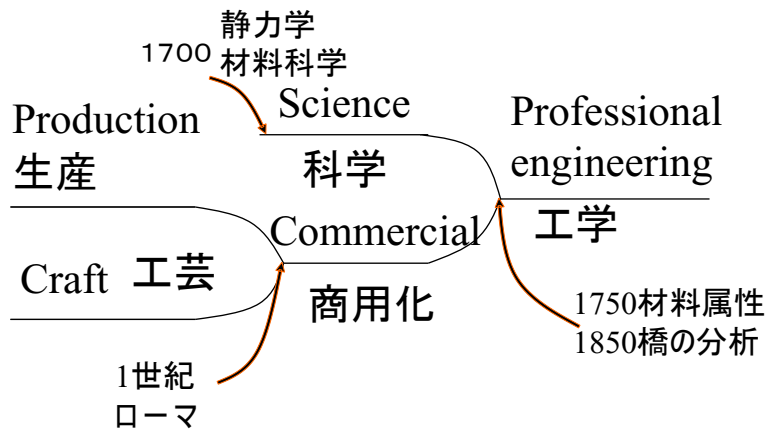 1700
静力学
材料科学
Science
科学
Production
生産
Professional
engineering
工学
Commercial
商用化
Craft 工芸
1750材料属性
1850橋の分析
1世紀
ローマ